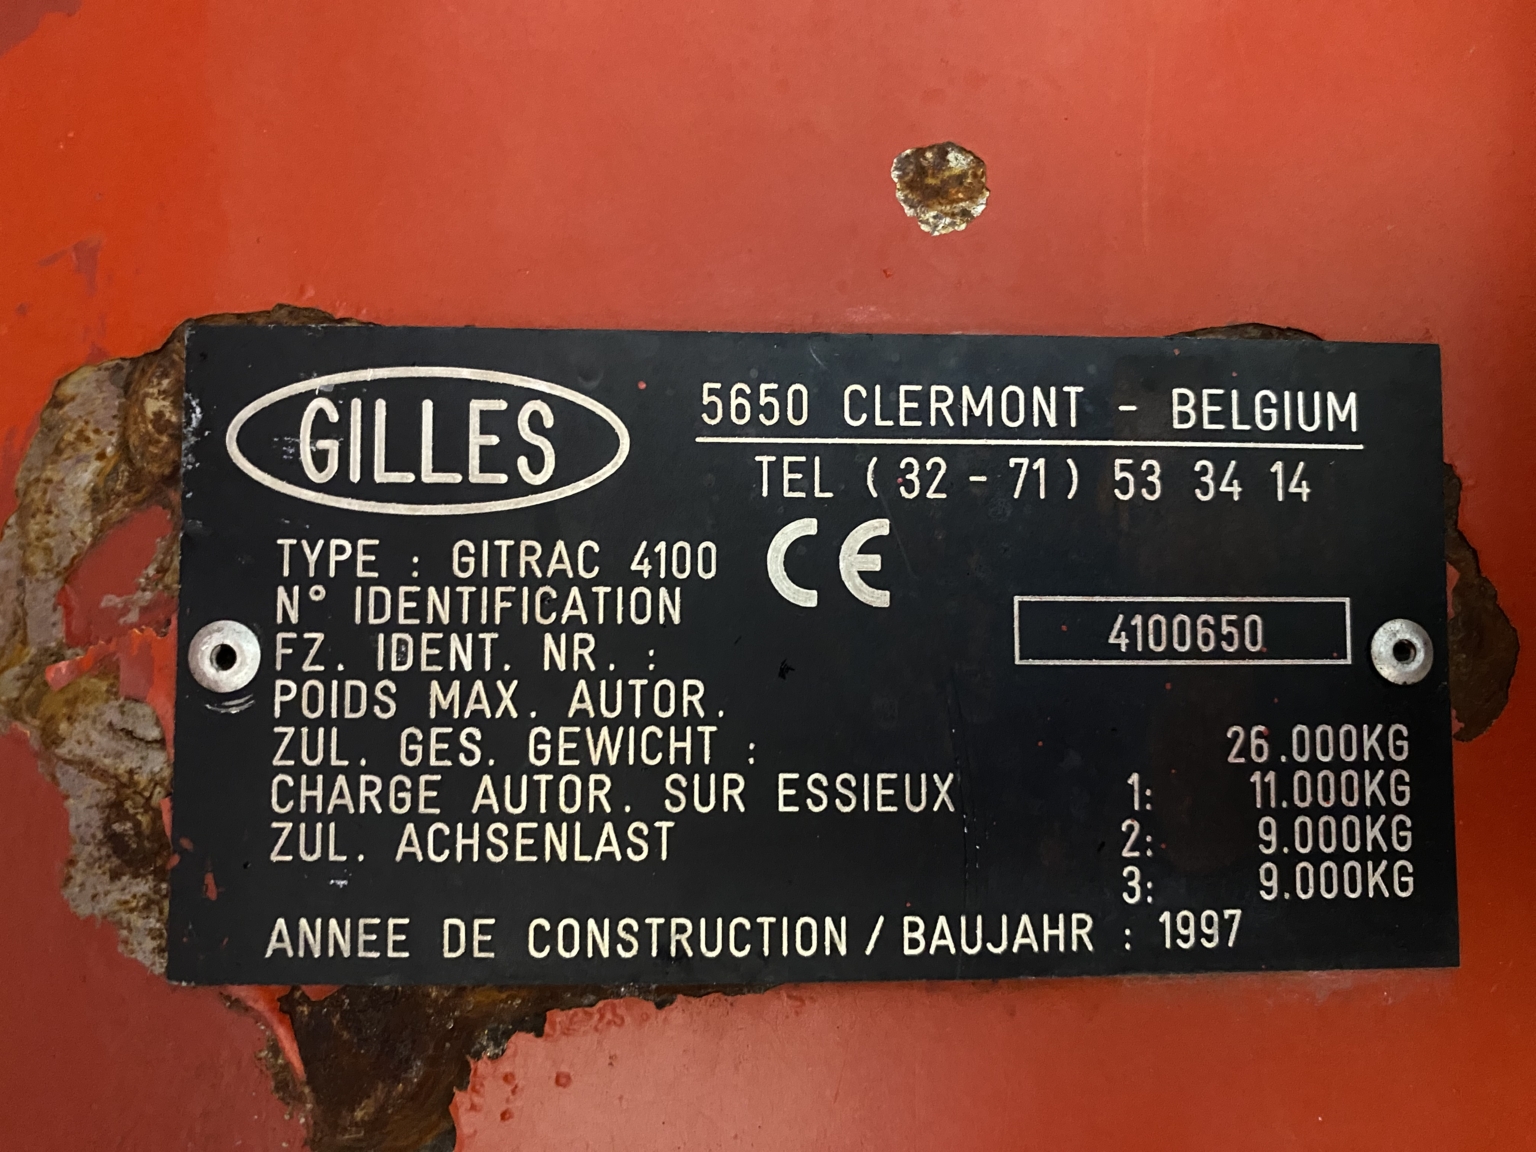 GILLES
5650 CLERMONT - BELGIUM
TEL (32 - 71) 53 34 14
TYPE : GITRAC 4100
CE
N° IDENTIFICATION
FZ. IDENT. NR. :
4100650
POIDS MAX. AUTOR.
ZUL. GES. GEWICHT : 26.000KG
CHARGE AUTOR. SUR ESSIEUX 1: 11.000KG
ZUL. ACHSENLAST 2: 9.000KG
3: 9.000KG
ANNEE DE CONSTRUCTION / BAUJAHR : 1997